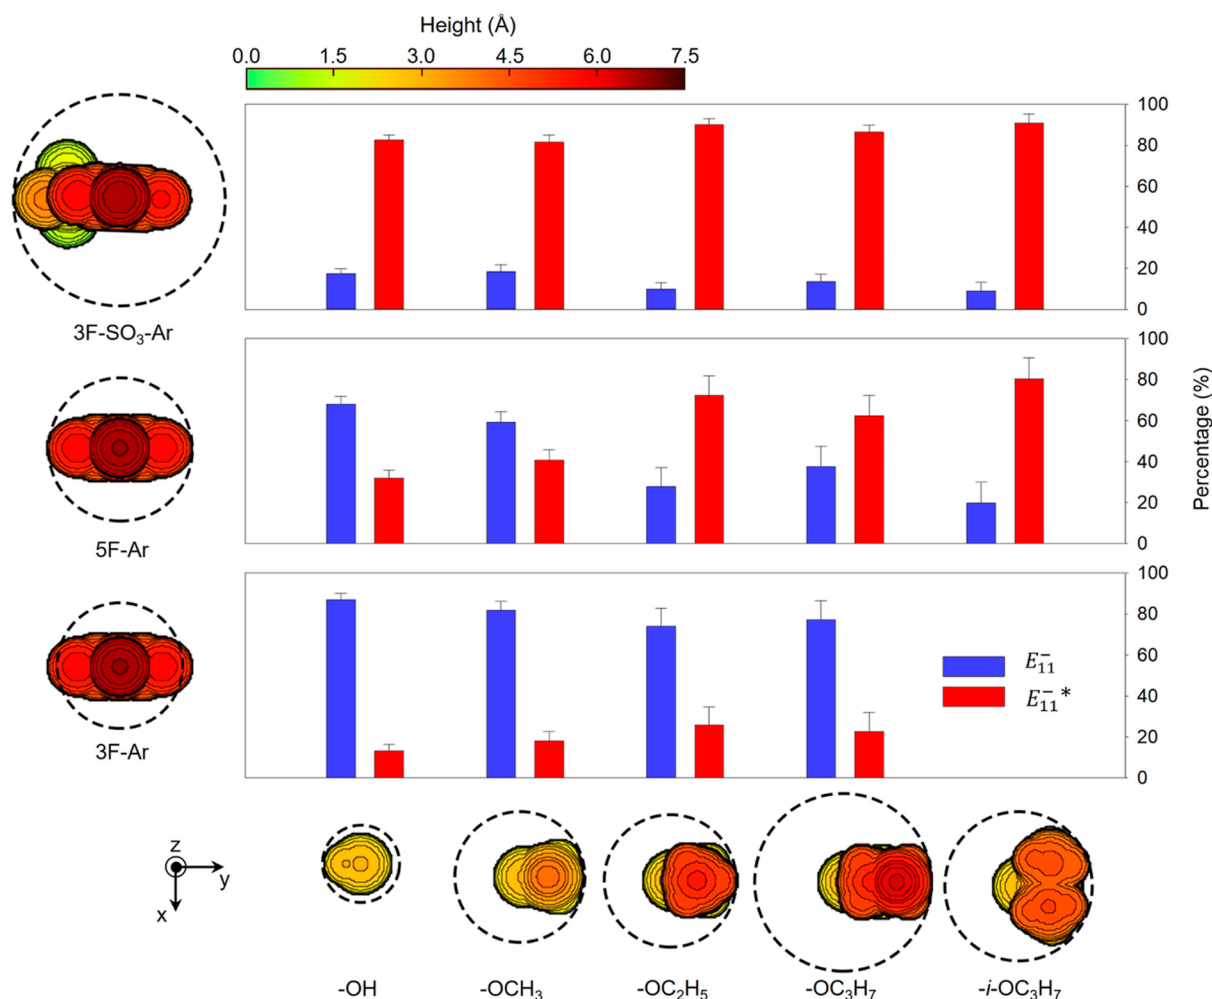 Height (Å)
0.0 1.5 3.0 4.5 6.0 7.5
100
80
60
40
20
0
3F-SO₃-Ar
100
80
60
40
20
0
Percentage (%)
5F-Ar
100
80
60
40
20
0
E₁₁⁻
E₁₁⁻*
3F-Ar
z
y
x
-OH -OCH₃ -OC₂H₅ -OC₃H₇ -i-OC₃H₇